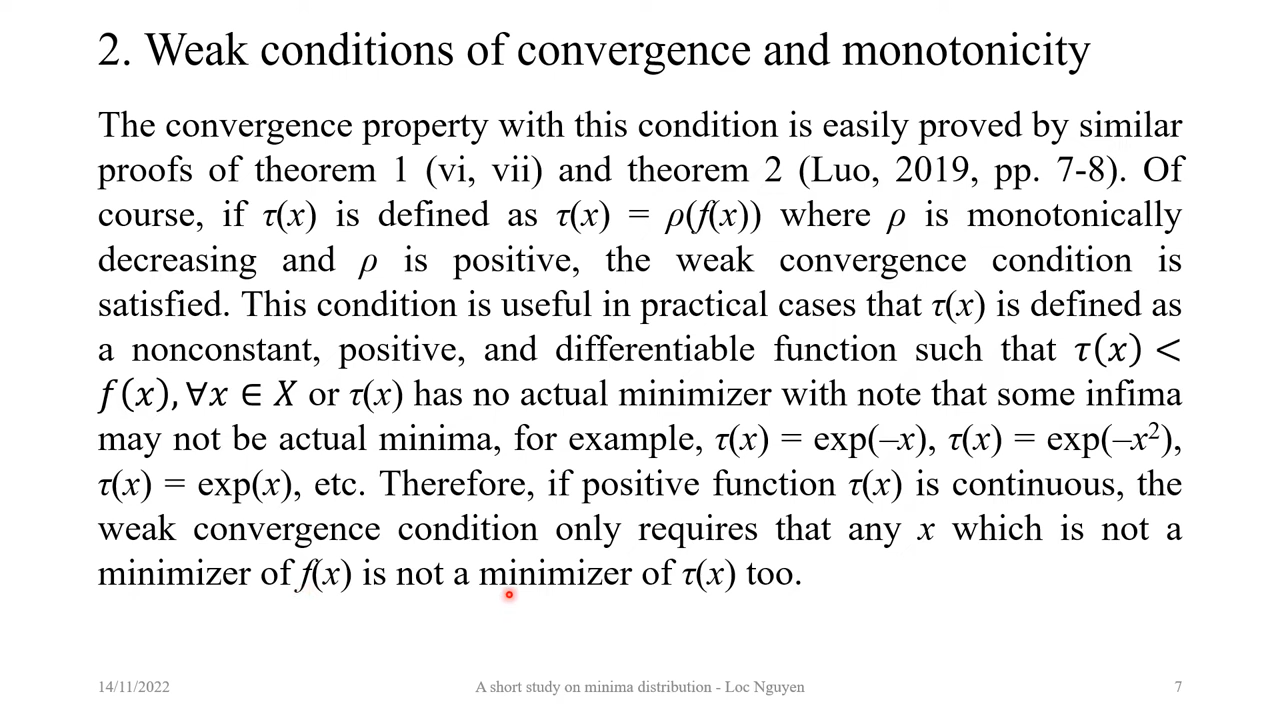 2. Weak conditions of convergence and monotonicity
The convergence property with this condition is easily proved by similar
proofs of theorem 1 (vi, vii) and theorem 2 (Luo, 2019, pp. 7-8). Of
course, if τ(x) is defined as τ(x) = ρ(f(x)) where ρ is monotonically
decreasing and ρ is positive, the weak convergence condition is
satisfied. This condition is useful in practical cases that τ(x) is defined as
a nonconstant, positive, and differentiable function such that τ(x) <
f(x), ∀x ∈ X or τ(x) has no actual minimizer with note that some infima
may not be actual minima, for example, τ(x) = exp(–x), τ(x) = exp(–x²),
τ(x) = exp(x), etc. Therefore, if positive function τ(x) is continuous, the
weak convergence condition only requires that any x which is not a
minimizer of f(x) is not a minimizer of τ(x) too.
14/11/2022 A short study on minima distribution - Loc Nguyen 7